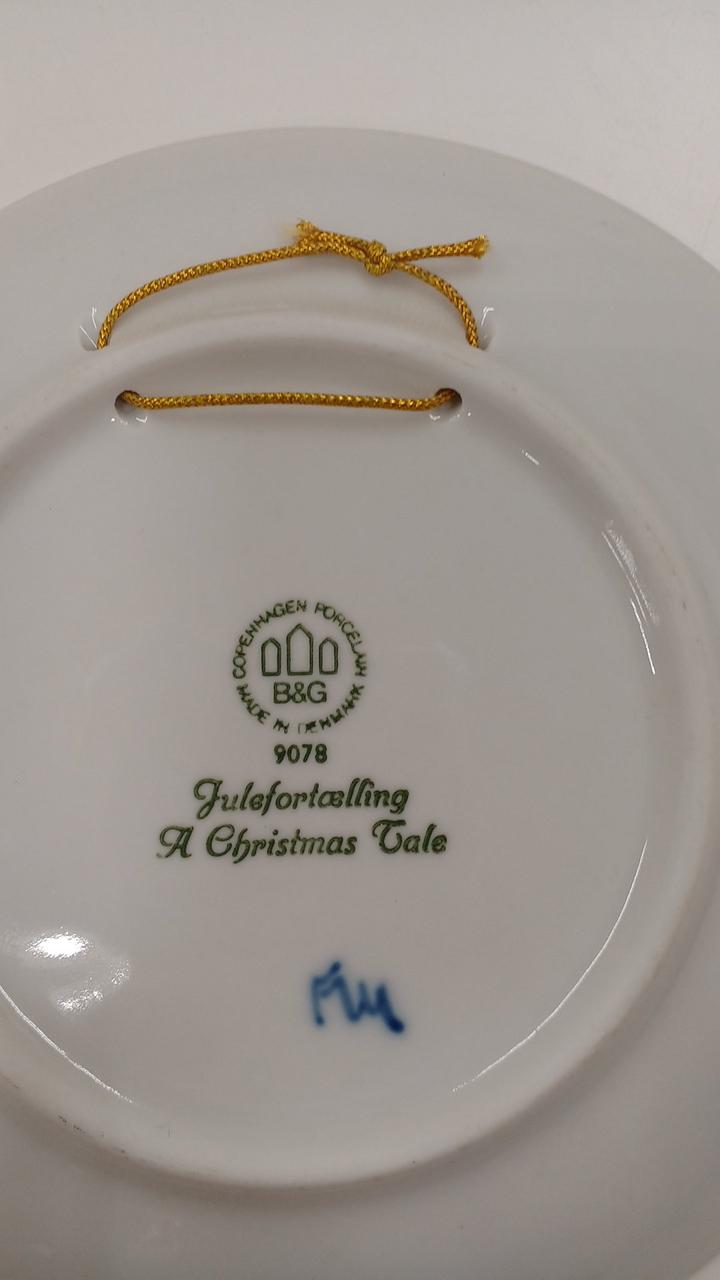 COPENHAGEN PORCELAIN
B&G
MADE IN DENMARK
9078
Julefortælling
A Christmas Tale